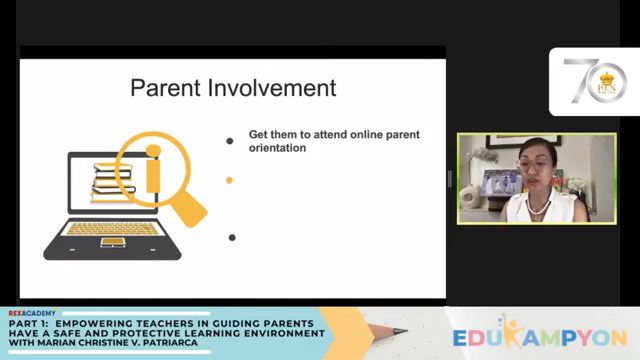 Parent Involvement
Get them to attend online parent
orientation
70
REX
REXACADEMY
PART 1: EMPOWERING TEACHERS IN GUIDING PARENTS
HAVE A SAFE AND PROTECTIVE LEARNING ENVIRONMENT
WITH MARIAN CHRISTINE V. PATRIARCA
EDUKAMPYON